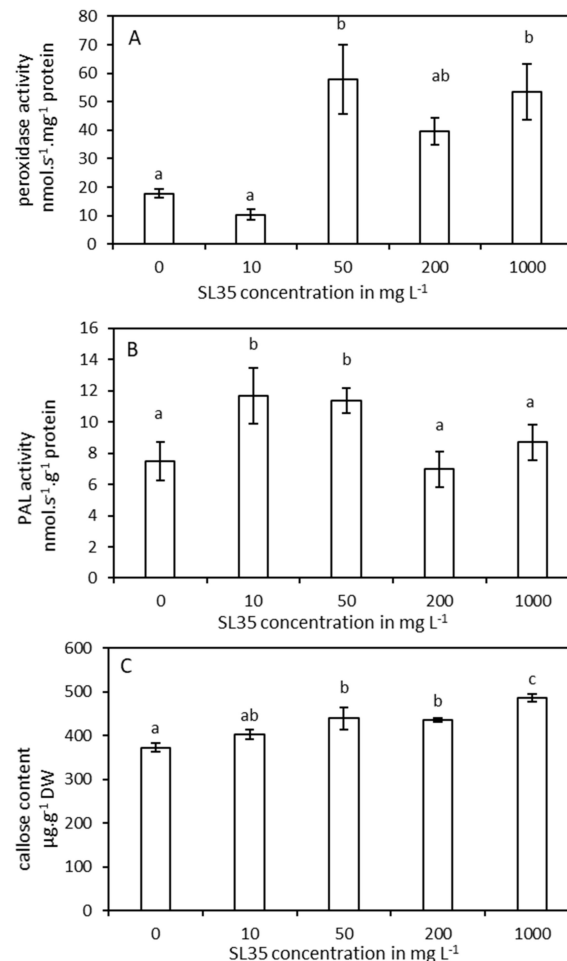 A
peroxidase activity
nmol.s⁻¹.mg⁻¹ protein
80
70
60
50
40
30
20
10
0
a
a
b
ab
b
0 10 50 200 1000
SL35 concentration in mg L⁻¹
B
PAL activity
nmol.s⁻¹.g⁻¹ protein
16
14
12
10
8
6
4
2
0
a
b
b
a
a
0 10 50 200 1000
SL35 concentration in mg L⁻¹
C
callose content
µg.g⁻¹ DW
600
500
400
300
200
100
0
a
ab
b
b
c
0 10 50 200 1000
SL35 concentration in mg L⁻¹